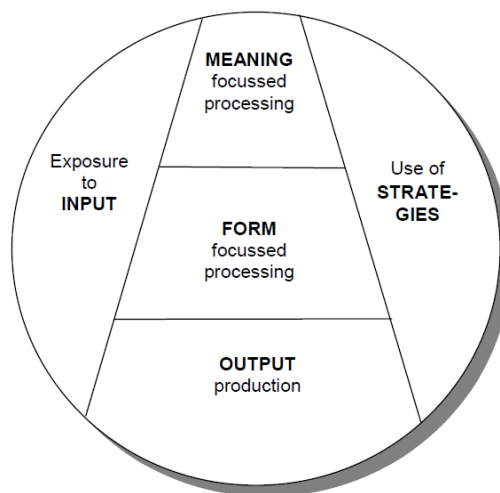 MEANING
focussed
processing
Exposure
to
INPUT
Use of
STRATE-
GIES
FORM
focussed
processing
OUTPUT
production